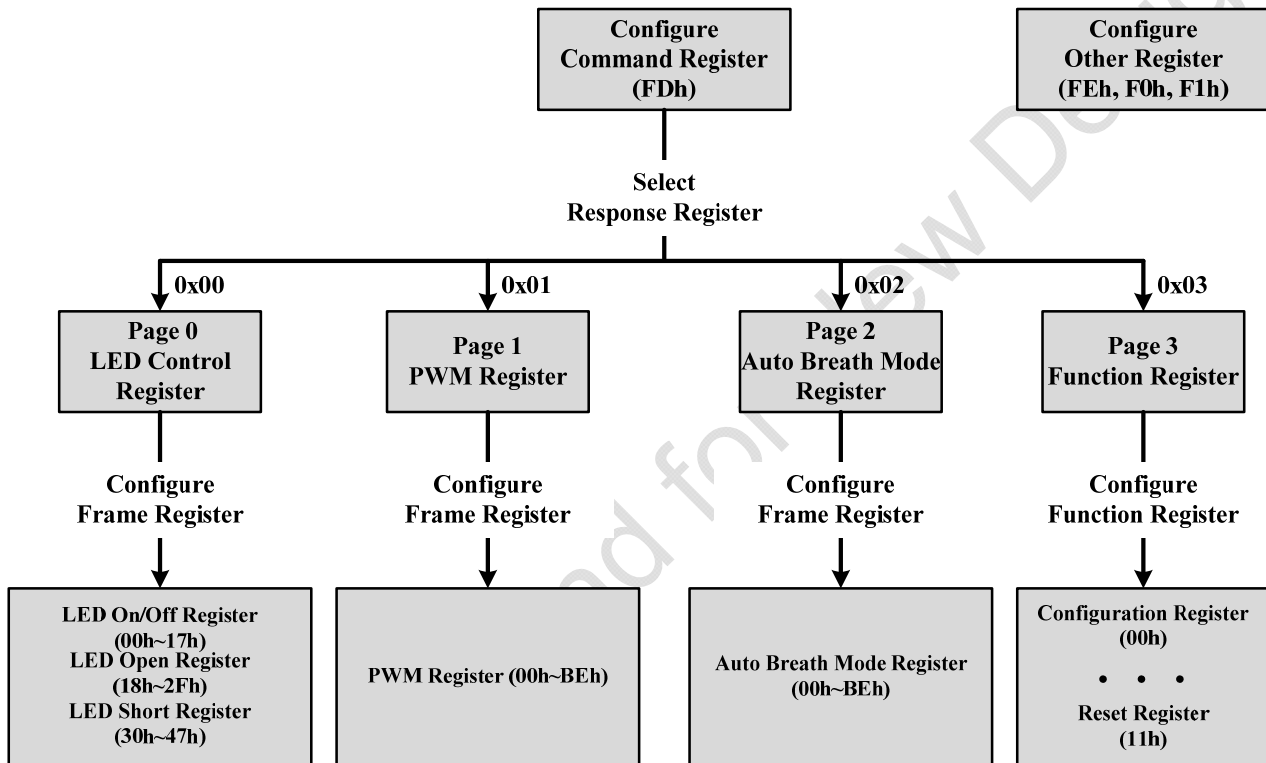 Configure
Command Register
(FDh)
Configure
Other Register
(FEh, F0h, F1h)
Select
Response Register
0x00
0x01
0x02
0x03
Page 0
LED Control
Register
Page 1
PWM Register
Page 2
Auto Breath Mode
Register
Page 3
Function Register
Configure
Frame Register
Configure
Frame Register
Configure
Frame Register
Configure
Function Register
LED On/Off Register
(00h~17h)
LED Open Register
(18h~2Fh)
LED Short Register
(30h~47h)
PWM Register (00h~BEh)
Auto Breath Mode Register
(00h~BEh)
Configuration Register
(00h)
• • •
Reset Register
(11h)